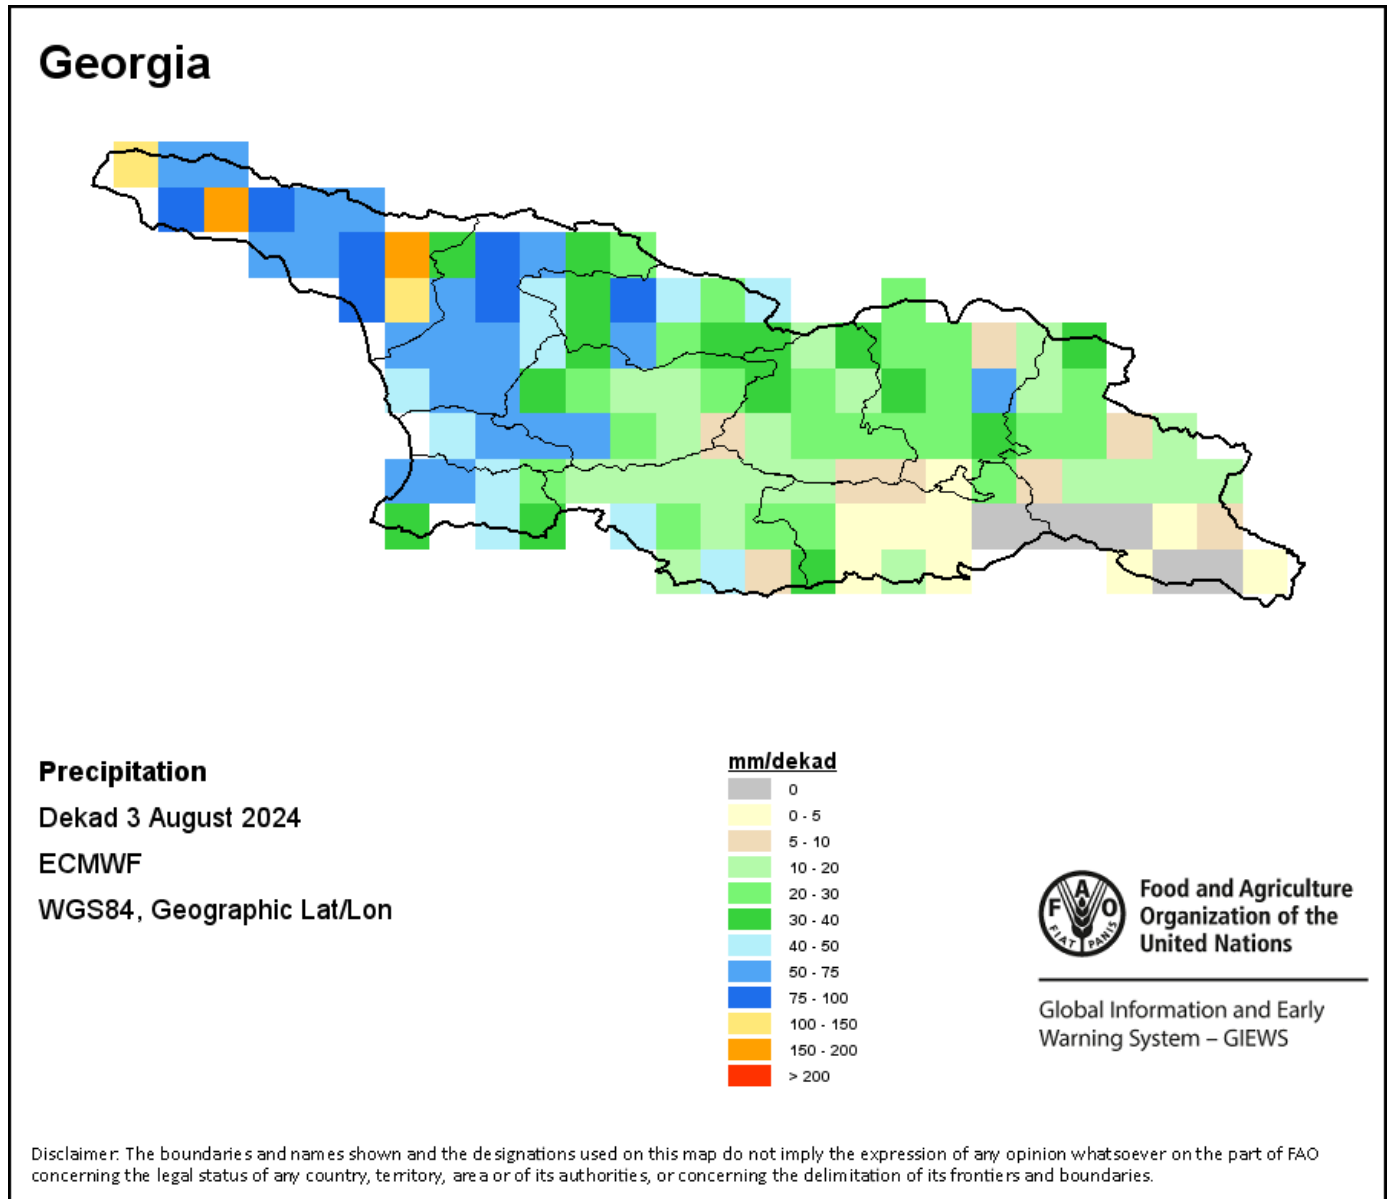 Georgia
Precipitation
Dekad 3 August 2024
ECMWF
WGS84, Geographic Lat/Lon
mm/dekad
0
0 - 5
5 - 10
10 - 20
20 - 30
30 - 40
40 - 50
50 - 75
75 - 100
100 - 150
150 - 200
> 200
F A O
FIAT PANIS
Food and Agriculture
Organization of the
United Nations
Global Information and Early
Warning System – GIEWS
Disclaimer: The boundaries and names shown and the designations used on this map do not imply the expression of any opinion whatsoever on the part of FAO
concerning the legal status of any country, territory, area or of its authorities, or concerning the delimitation of its frontiers and boundaries.